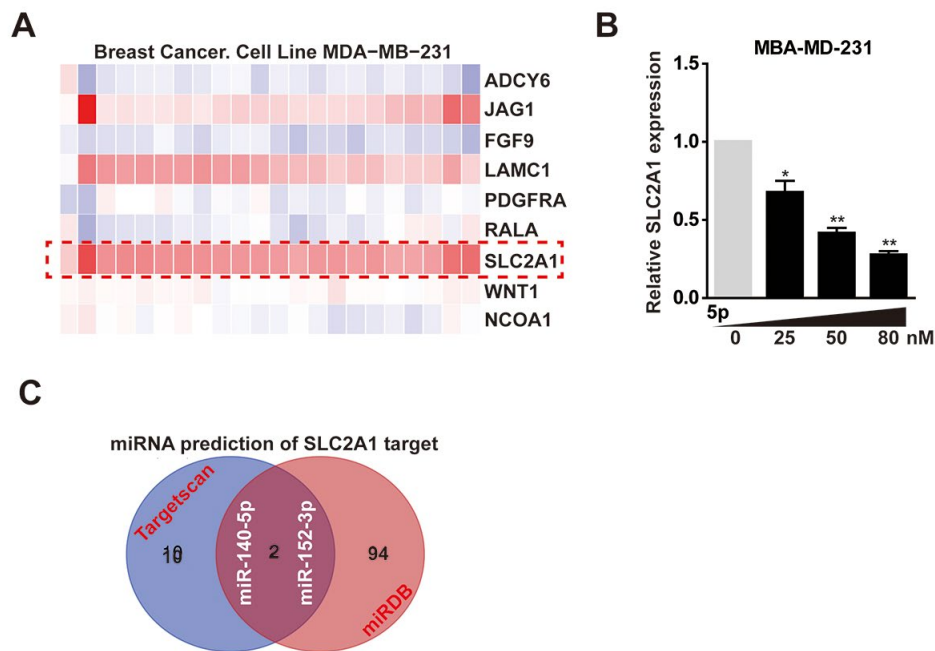 A
Breast Cancer. Cell Line MDA−MB−231
ADCY6
JAG1
FGF9
LAMC1
PDGFRA
RALA
SLC2A1
WNT1
NCOA1
B
MBA-MD-231
Relative SLC2A1 expression
1.5
1.0
0.5
0.0
*
**
**
5p
0 25 50 80 nM
C
miRNA prediction of SLC2A1 target
Targetscan
miR-140-5p
2
miR-152-3p
94
miRDB